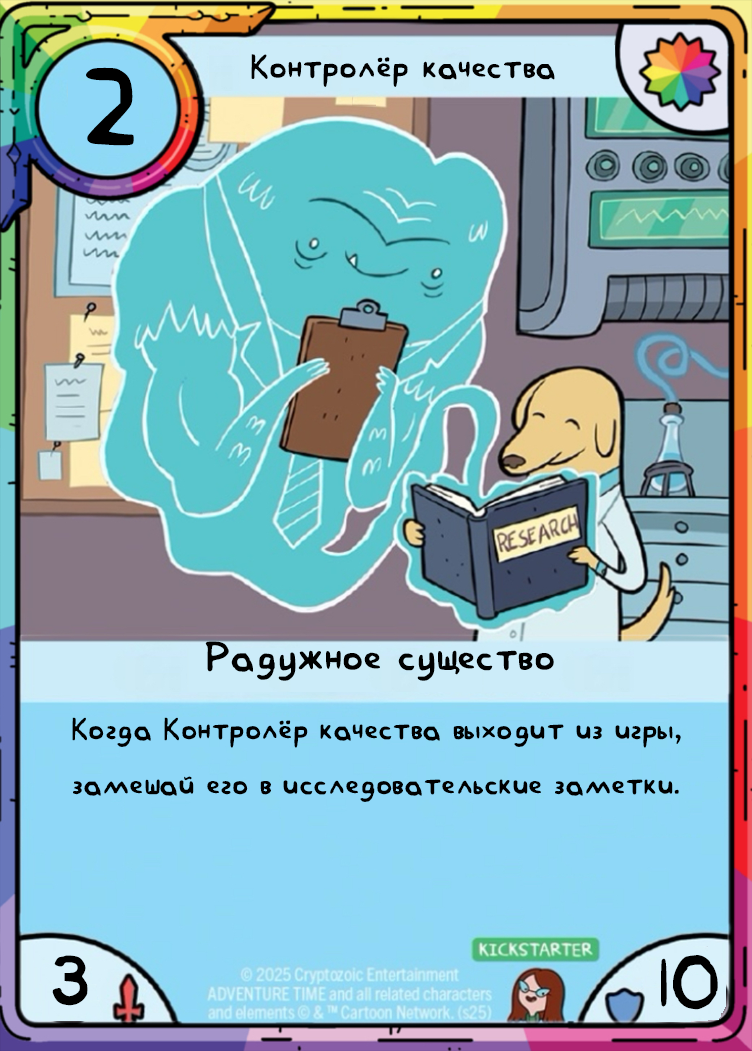 2
Контролёр качества
RESEARCH
Радужное существо
Когда Контролёр качества выходит из игры,
замешай его в исследовательские заметки.
KICKSTARTER
3
© 2025 Cryptozoic Entertainment
ADVENTURE TIME and all related characters
and elements © & ™ Cartoon Network. (s25)
10